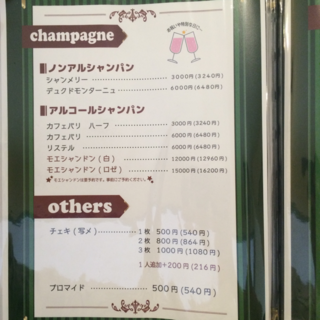 champagne
ノンアルシャンパン
シャンメリー 3000円(3240円)
デュクドモンターニュ 6000円(6480円)
アルコールシャンパン
カフェパリ ハーフ 3000円(3240円)
カフェパリ 6000円(6480円)
リステル 6000円(6480円)
モエシャンドン(白) 12000円(12960円)
モエシャンドン(ロゼ) 15000円(16200円)
others
チェキ(写メ) 1枚 500円(540円)
2枚 800円(864円)
3枚 1000円(1080円)
1人追加+200円(216円)
ブロマイド 500円(540円)